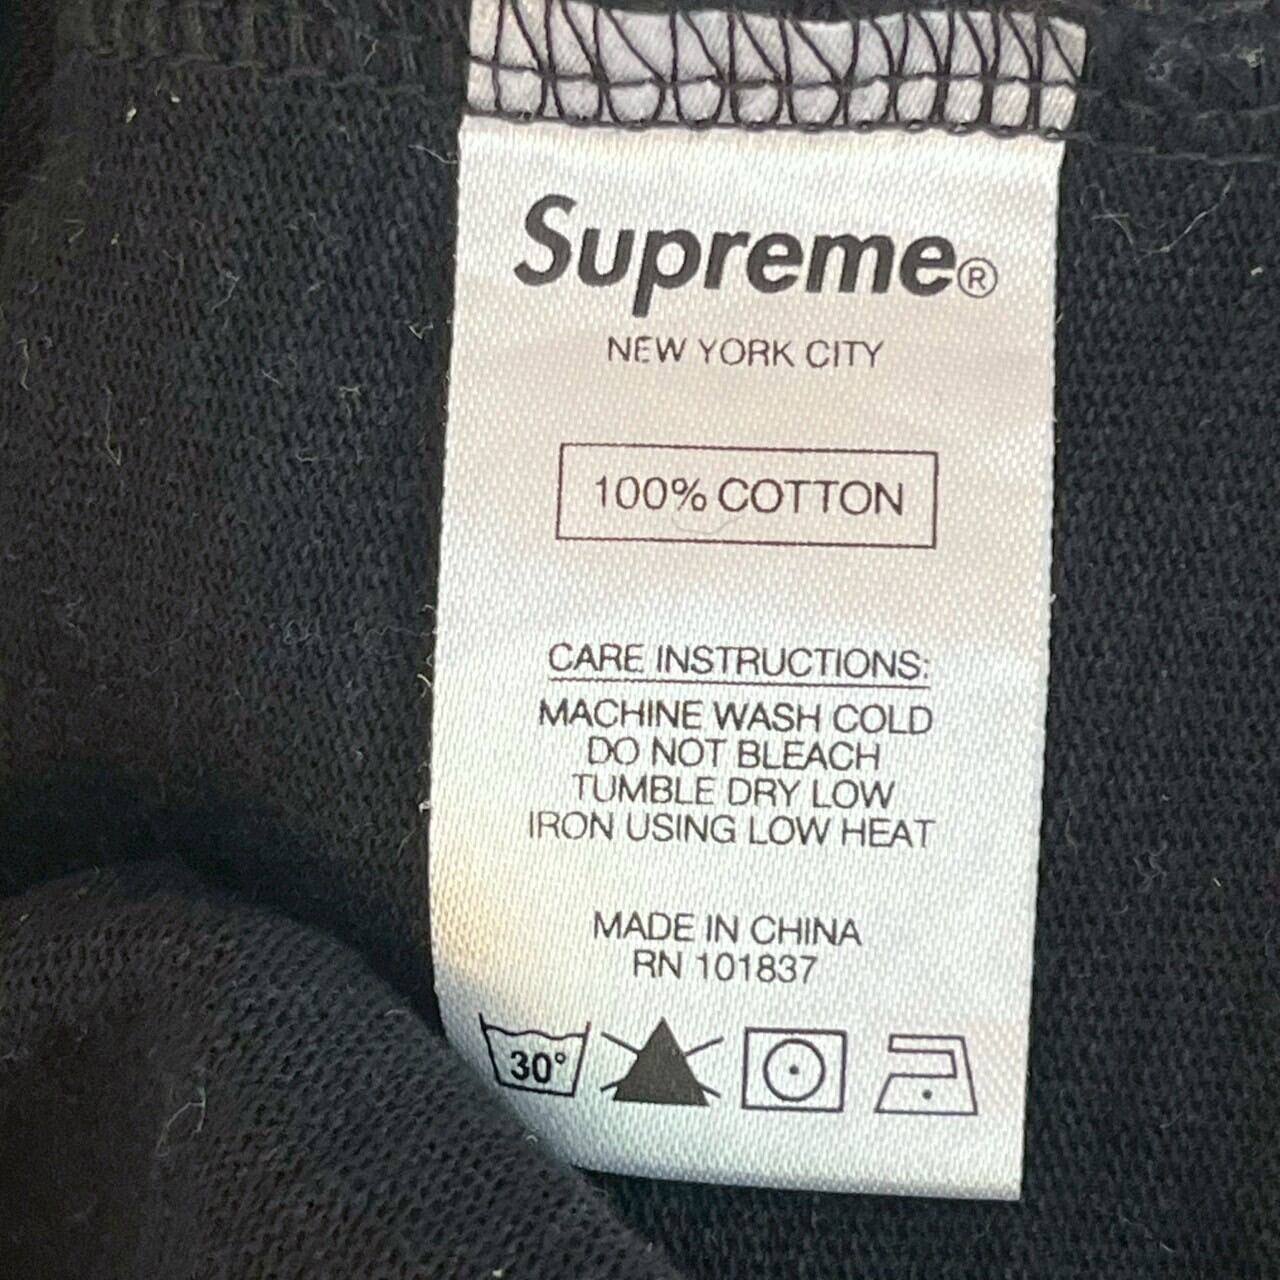 Supreme®
NEW YORK CITY
100% COTTON
CARE INSTRUCTIONS:
MACHINE WASH COLD
DO NOT BLEACH
TUMBLE DRY LOW
IRON USING LOW HEAT
MADE IN CHINA
RN 101837
30°